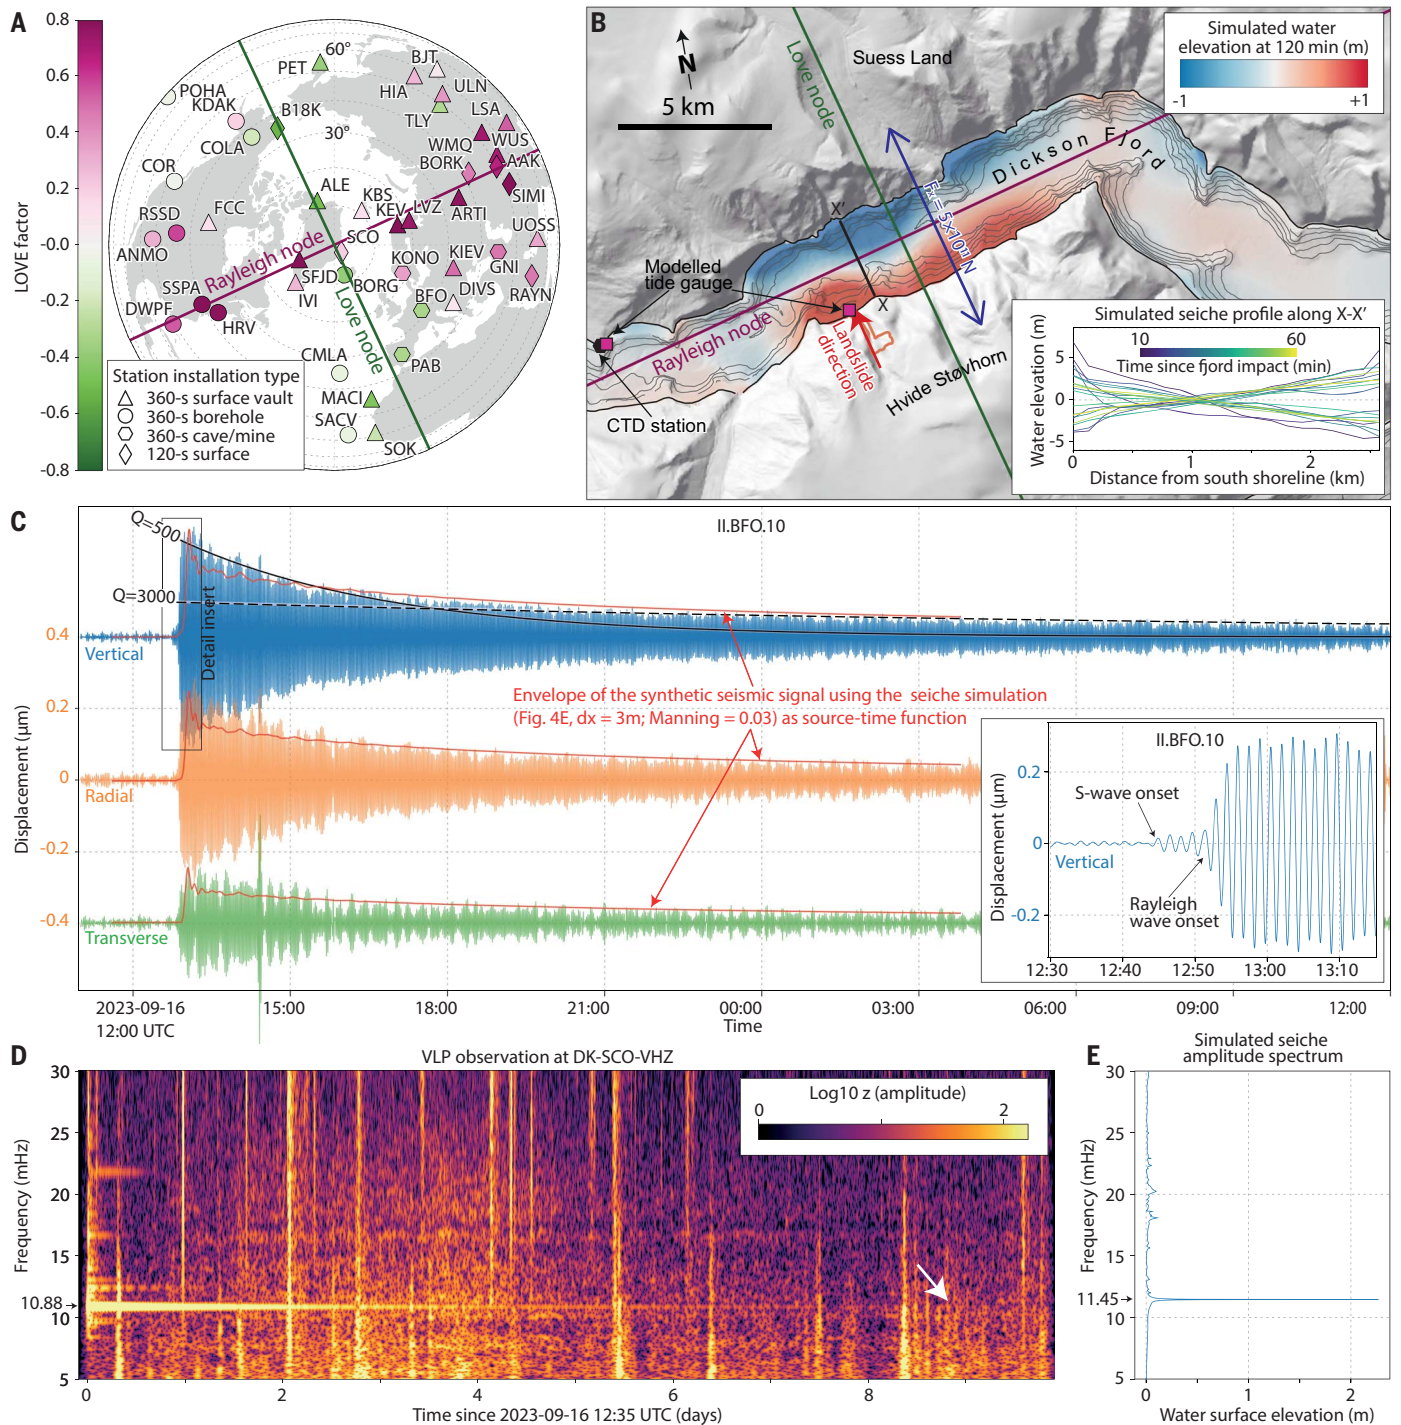 A
0.8
0.6
0.4
0.2
-0.0
-0.2
-0.4
-0.6
-0.8
LOVE factor
60°
30°
PET
BJT
HIA
ULN
TLY
LSA
POHA
KDAK
B18K
COLA
WMQ
WUS
BORK
AAK
COR
ALE
KBS
SIMI
RSSD
FCC
KEV
LVZ
ARTI
UOSS
ANMO
SCO
KONO
KIEV
GNI
Rayleigh node
SSPA
SFJD
BORG
DWPF
IVI
BFO
DIVS
RAYN
HRV
Love node
CMLA
PAB
MACI
SACV
SOK
Station installation type
360-s surface vault
360-s borehole
360-s cave/mine
120-s surface
B
N
5 km
Love node
Suess Land
Simulated water
elevation at 120 min (m)
-1
+1
Dickson Fjord
X'
X
Modelled
tide gauge
Rayleigh node
Landslide
direction
Hvide Støvhorn
CTD station
Simulated seiche profile along X-X'
10
60
Time since fjord impact (min)
5
0
-5
Water elevation (m)
0
1
2
Distance from south shoreline (km)
C
II.BFO.10
Q=500
Q=3000
Detail insert
0.4
Vertical
0.2
0
Radial
-0.2
-0.4
Transverse
Displacement (μm)
Envelope of the synthetic seismic signal using the seiche simulation
(Fig. 4E, dx = 3m; Manning = 0.03) as source-time function
II.BFO.10
0.2
0
-0.2
Displacement (μm)
S-wave onset
Vertical
Rayleigh
wave onset
12:30
12:40
12:50
13:00
13:10
2023-09-16
12:00 UTC
15:00
18:00
21:00
00:00
03:00
06:00
09:00
12:00
Time
D
VLP observation at DK-SCO-VHZ
Log10 z (amplitude)
0
2
30
25
20
15
10.88
10
5
Frequency (mHz)
0
2
4
6
8
Time since 2023-09-16 12:35 UTC (days)
E
Simulated seiche
amplitude spectrum
30
25
20
15
11.45
10
5
Frequency (mHz)
0
1
2
Water surface elevation (m)